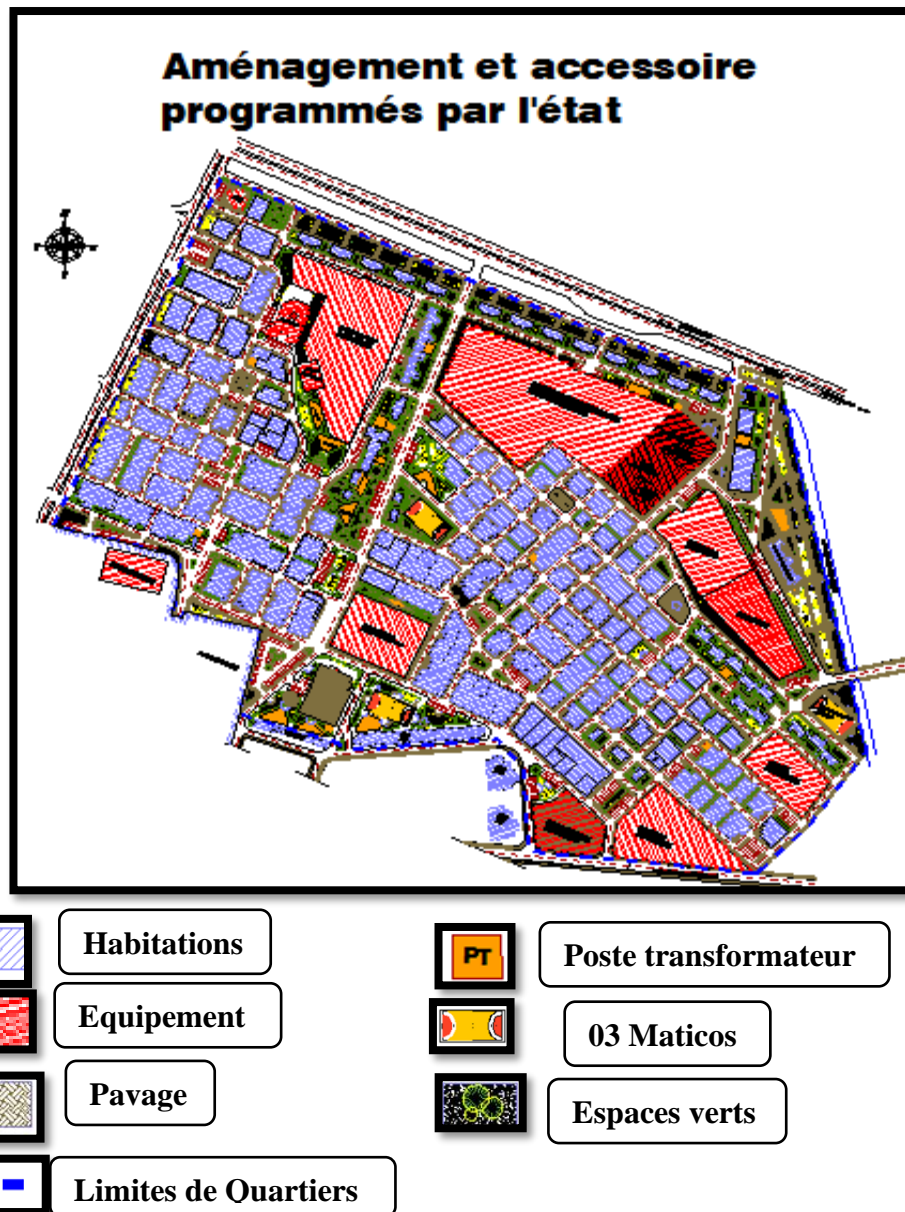 Aménagement et accessoire
programmés par l'état
Habitations
Equipement
Pavage
Limites de Quartiers
PT
Poste transformateur
03 Maticos
Espaces verts